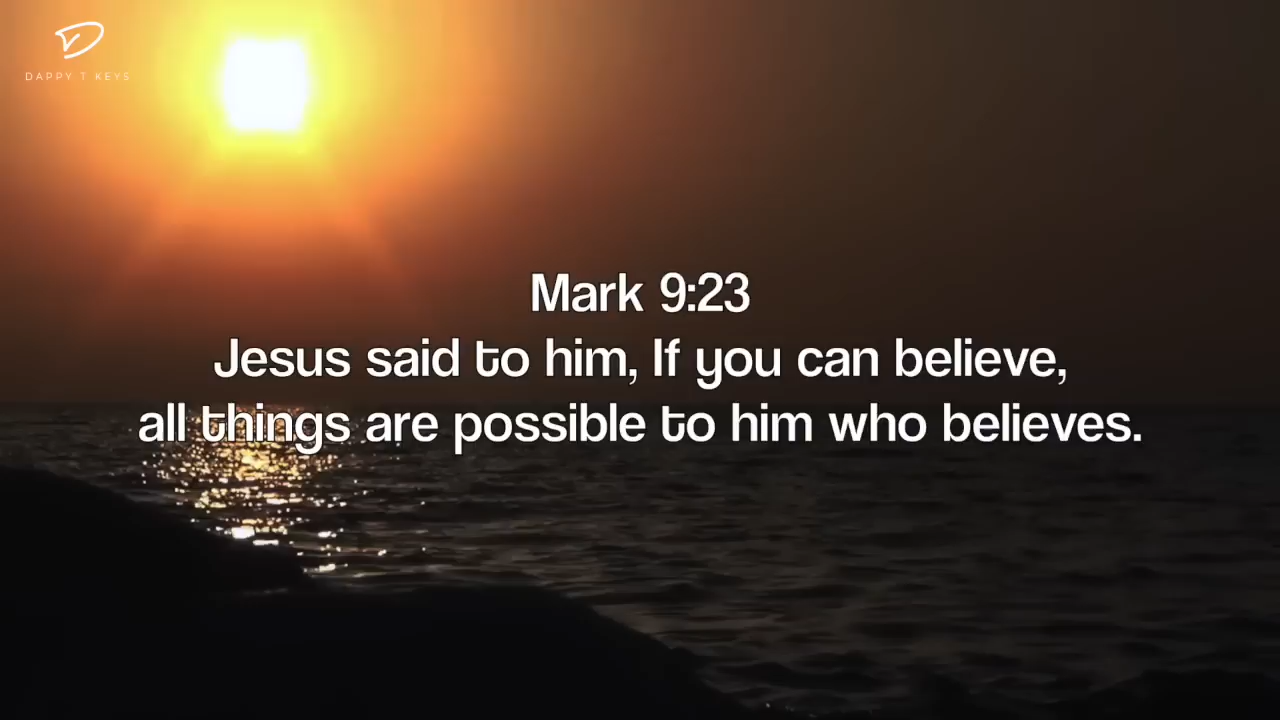 DAPPY T KEYS
Mark 9:23
Jesus said to him, If you can believe,
all things are possible to him who believes.